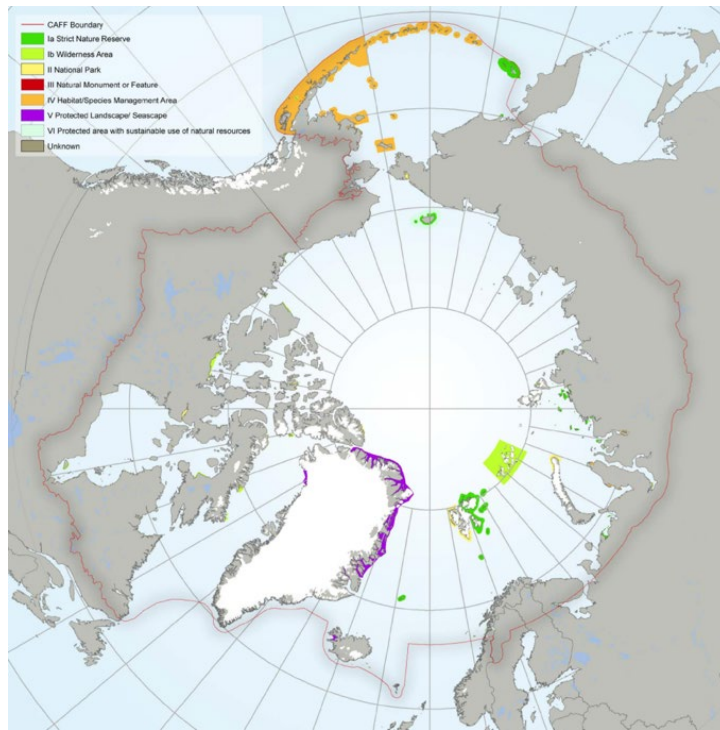 CAFF Boundary
Ia Strict Nature Reserve
Ib Wilderness Area
II National Park
III Natural Monument or Feature
IV Habitat/Species Management Area
V Protected Landscape/ Seascape
VI Protected area with sustainable use of natural resources
Unknown